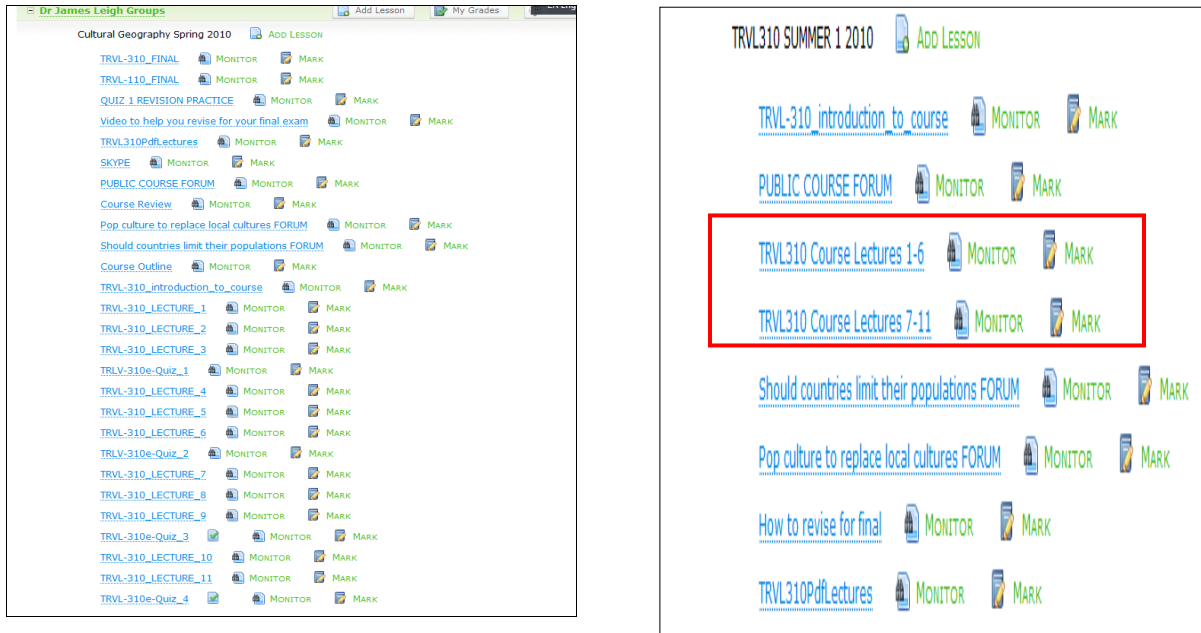 Dr James Leigh Groups Add Lesson My Grades
Cultural Geography Spring 2010 ADD LESSON
TRVL-310_FINAL MONITOR MARK
TRVL-110_FINAL MONITOR MARK
QUIZ 1 REVISION PRACTICE MONITOR MARK
Video to help you revise for your final exam MONITOR MARK
TRVL310PdfLectures MONITOR MARK
SKYPE MONITOR MARK
PUBLIC COURSE FORUM MONITOR MARK
Course Review MONITOR MARK
Pop culture to replace local cultures FORUM MONITOR MARK
Should countries limit their populations FORUM MONITOR MARK
Course Outline MONITOR MARK
TRVL-310_introduction_to_course MONITOR MARK
TRVL-310_LECTURE_1 MONITOR MARK
TRVL-310_LECTURE_2 MONITOR MARK
TRVL-310_LECTURE_3 MONITOR MARK
TRLV-310e-Quiz_1 MONITOR MARK
TRVL-310_LECTURE_4 MONITOR MARK
TRVL-310_LECTURE_5 MONITOR MARK
TRVL-310_LECTURE_6 MONITOR MARK
TRLV-310e-Quiz_2 MONITOR MARK
TRVL-310_LECTURE_7 MONITOR MARK
TRVL-310_LECTURE_8 MONITOR MARK
TRVL-310_LECTURE_9 MONITOR MARK
TRVL-310e-Quiz_3 MONITOR MARK
TRVL-310_LECTURE_10 MONITOR MARK
TRVL-310_LECTURE_11 MONITOR MARK
TRVL-310e-Quiz_4 MONITOR MARK
TRVL310 SUMMER 1 2010 ADD LESSON
TRVL-310_introduction_to_course MONITOR MARK
PUBLIC COURSE FORUM MONITOR MARK
TRVL310 Course Lectures 1-6 MONITOR MARK
TRVL310 Course Lectures 7-11 MONITOR MARK
Should countries limit their populations FORUM MONITOR MARK
Pop culture to replace local cultures FORUM MONITOR MARK
How to revise for final MONITOR MARK
TRVL310PdfLectures MONITOR MARK